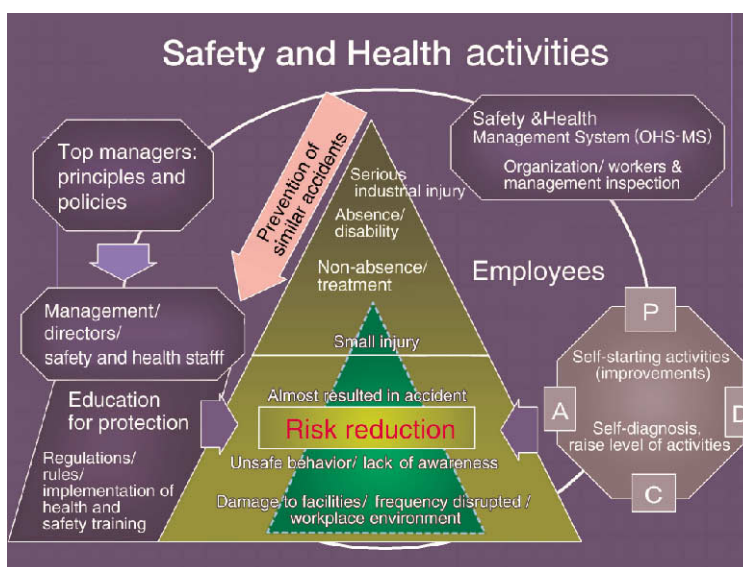 Safety and Health activities
Top managers:
principles and
policies
Management/
directors/
safety and health stafff
Education
for protection
Regulations/
rules/
implementation of
health and
safety training
Prevention of
similar accidents
Serious
industrial injury
Absence/
disability
Non-absence/
treatment
Small injury
Almost resulted in accident
Risk reduction
Unsafe behavior/ lack of awareness
Damage to facilities/ frequency disrupted /
workplace environment
Safety &Health
Management System (OHS-MS)
Organization/ workers &
management inspection
Employees
P
Self-starting activities
(improvements)
A
D
Self-diagnosis,
raise level of activities
C